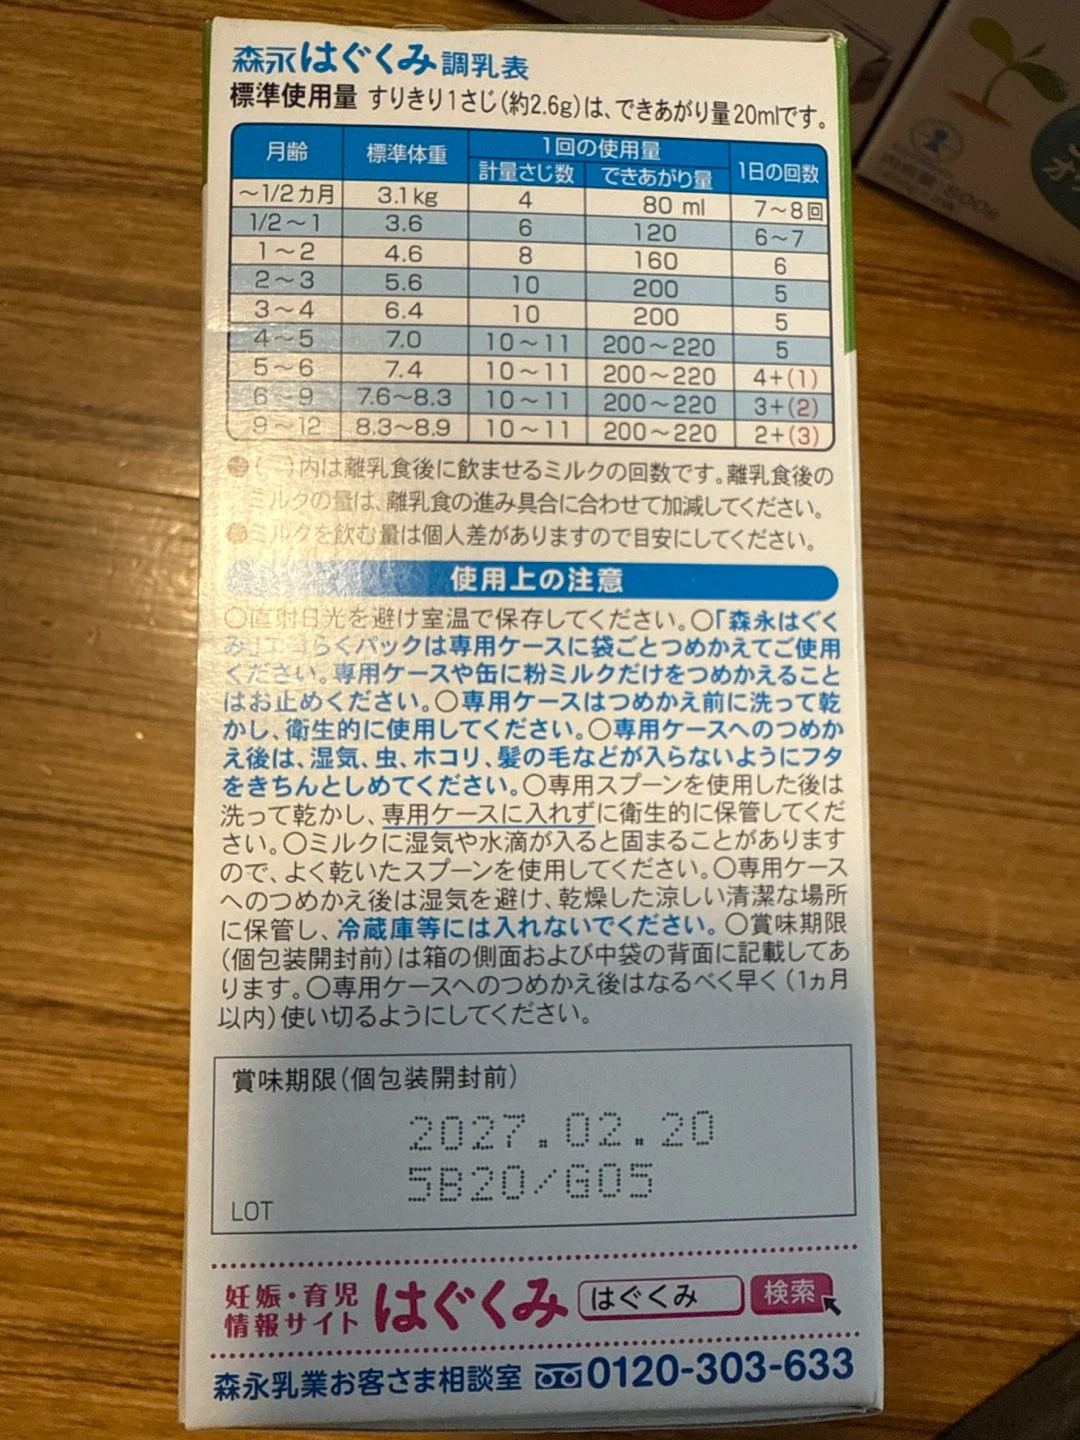 森永はぐくみ調乳表
標準使用量 すりきり1さじ(約2.6g)は、できあがり量20mlです。
月齢 標準体重 1回の使用量 1日の回数
計量さじ数 できあがり量
～1/2カ月 3.1kg 4 80 ml 7～8回
1/2～1 3.6 6 120 6～7
1～2 4.6 8 160 6
2～3 5.6 10 200 5
3～4 6.4 10 200 5
4～5 7.0 10～11 200～220 5
5～6 7.4 10～11 200～220 4+(1)
6～9 7.6～8.3 10～11 200～220 3+(2)
9～12 8.3～8.9 10～11 200～220 2+(3)
●( )内は離乳食後に飲ませるミルクの回数です。離乳食後の
ミルクの量は、離乳食の進み具合に合わせて加減してください。
●ミルクを飲む量は個人差がありますので目安にしてください。
使用上の注意
○直射日光を避け室温で保存してください。○「森永はぐく
み」エコらくパックは専用ケースに袋ごとつめかえてご使用
ください。専用ケースや缶に粉ミルクだけをつめかえること
はお止めください。○専用ケースはつめかえ前に洗って乾
かし、衛生的に使用してください。○専用ケースへのつめか
え後は、湿気、虫、ホコリ、髪の毛などが入らないようにフタ
をきちんとしめてください。○専用スプーンを使用した後は
洗って乾かし、専用ケースに入れずに衛生的に保管してくだ
さい。○ミルクに湿気や水滴が入ると固まることがあります
ので、よく乾いたスプーンを使用してください。○専用ケース
へのつめかえ後は湿気を避け、乾燥した涼しい清潔な場所
に保管し、冷蔵庫等には入れないでください。○賞味期限
(個包装開封前)は箱の側面および中袋の背面に記載してあ
ります。○専用ケースへのつめかえ後はなるべく早く(1ヵ月
以内)使い切るようにしてください。
賞味期限(個包装開封前)
2027.02.20
5B20/G05
LOT
妊娠・育児
情報サイト
はぐくみ はぐくみ 検索
森永乳業お客さま相談室 0120-303-633
内容量:800g